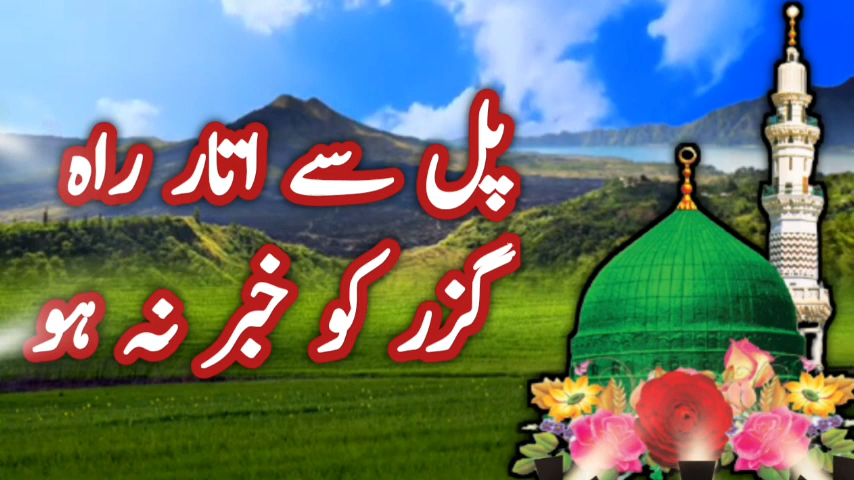 پل سے اتار راہ
گزر کو خبر نہ ہو